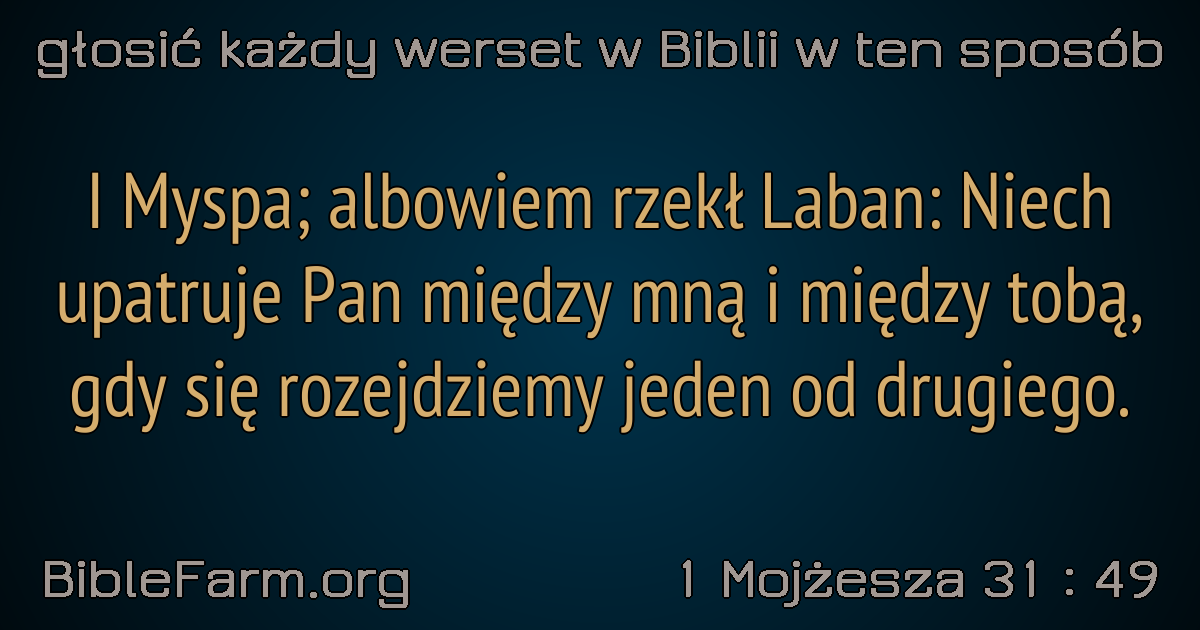 głosić każdy werset w Biblii w ten sposób
I Myspa; albowiem rzekł Laban: Niech
upatruje Pan między mną i między tobą,
gdy się rozejdziemy jeden od drugiego.
BibleFarm.org
1 Mojżesza 31 : 49